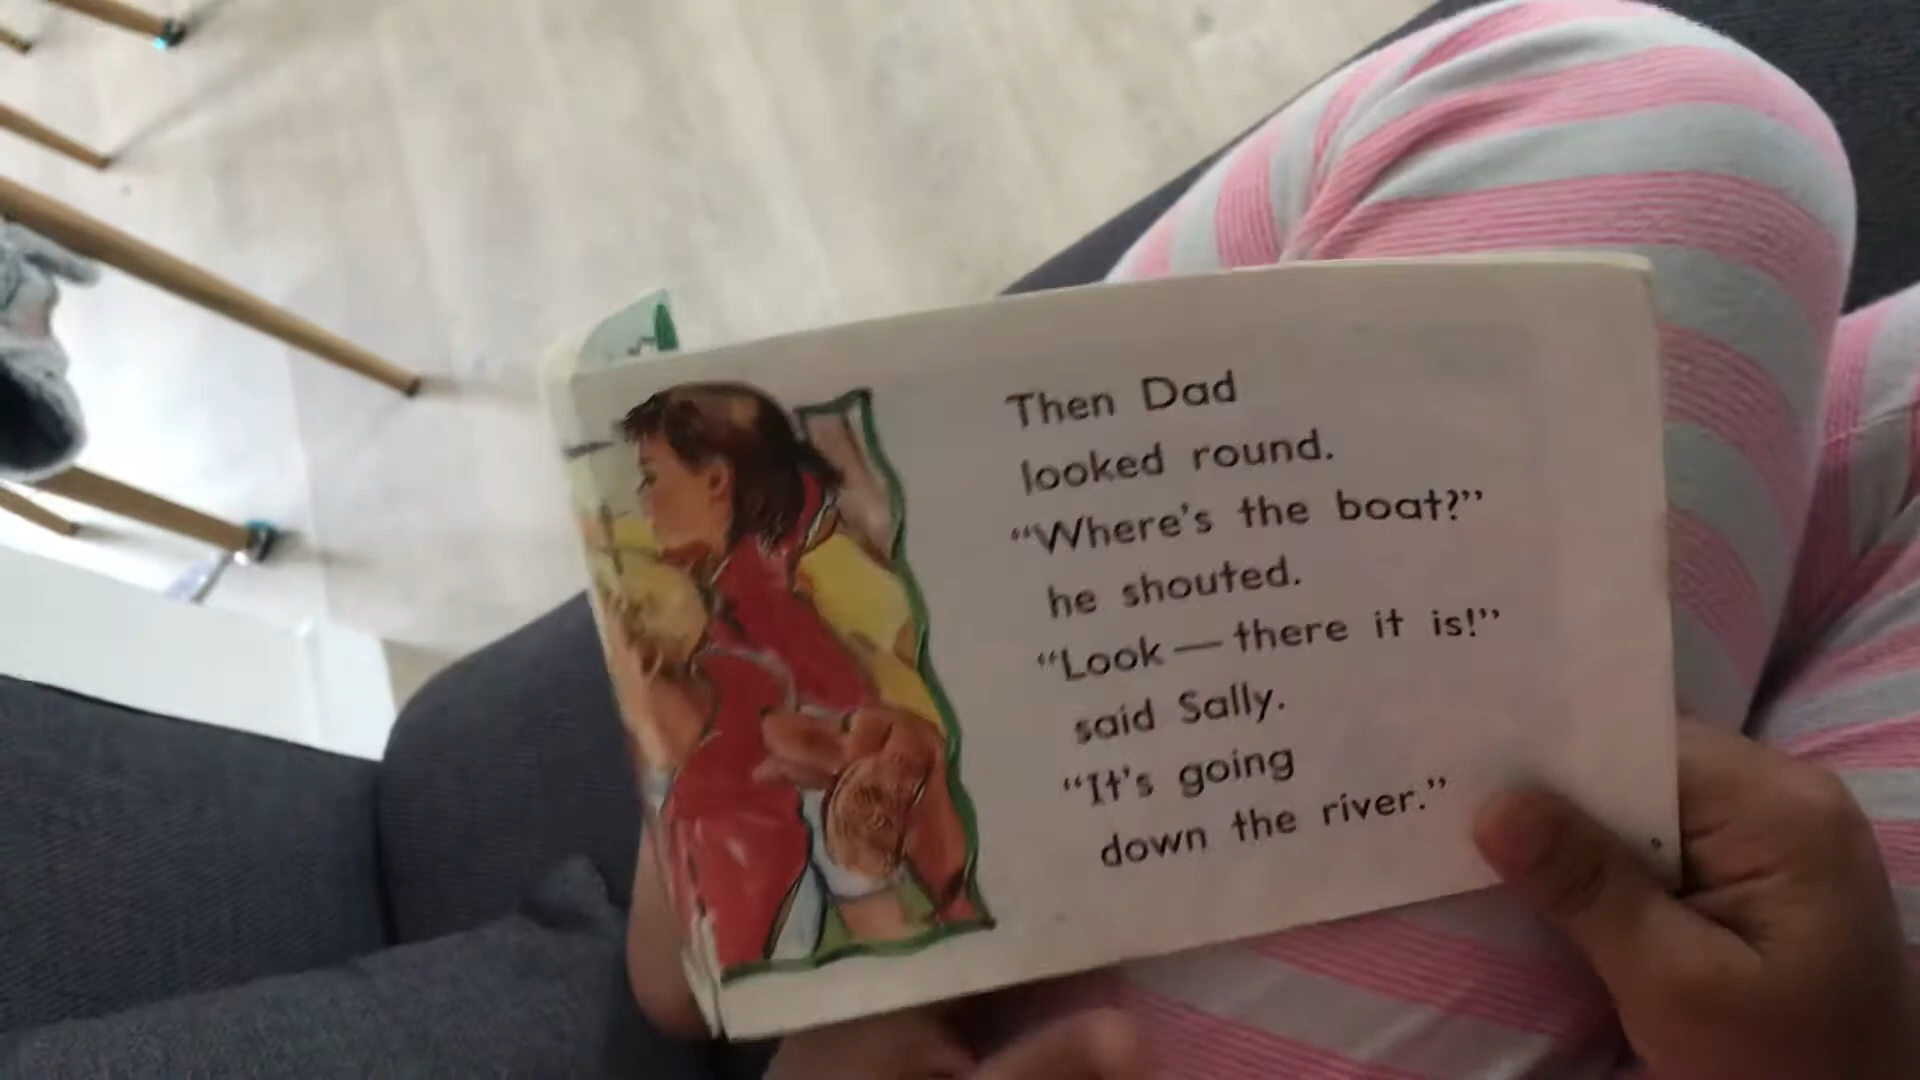 Then Dad
looked round.
“Where's the boat?”
he shouted.
“Look — there it is!”
said Sally.
“It's going
down the river.”